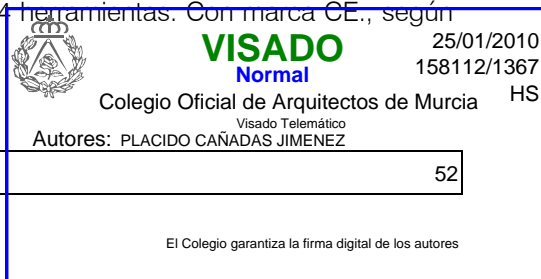 4 herramientas. Con marca CE., según
VISADO
Normal
25/01/2010
158112/1367
HS
Colegio Oficial de Arquitectos de Murcia
Visado Telemático
Autores: PLACIDO CAÑADAS JIMENEZ
52
El Colegio garantiza la firma digital de los autores